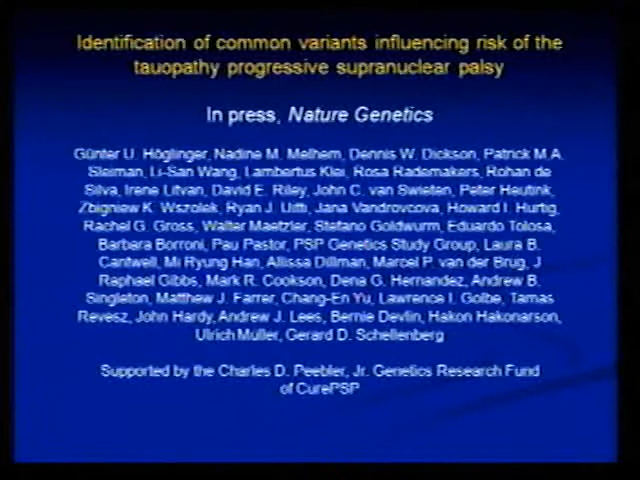 Identification of common variants influencing risk of the
tauopathy progressive supranuclear palsy
In press, Nature Genetics
Günter U. Höglinger, Nadine M. Melhem, Dennis W. Dickson, Patrick M.A.
Sleiman, Li-San Wang, Lambertus Klei, Rosa Rademakers, Rohan de
Silva, Irene Litvan, David E. Riley, John C. van Swieten, Peter Heutink,
Zbigniew K. Wszolek, Ryan J. Uitti, Jana Vandrovcova, Howard I. Hurtig,
Rachel G. Gross, Walter Maetzler, Stefano Goldwurm, Eduardo Tolosa,
Barbara Borroni, Pau Pastor, PSP Genetics Study Group, Laura B.
Cantwell, Mi Ryung Han, Allissa Dillman, Marcel P. van der Brug, J
Raphael Gibbs, Mark R. Cookson, Dena G. Hernandez, Andrew B.
Singleton, Matthew J. Farrer, Chang-En Yu, Lawrence I. Golbe, Tamas
Revesz, John Hardy, Andrew J. Lees, Bernie Devlin, Hakon Hakonarson,
Ulrich Müller, Gerard D. Schellenberg
Supported by the Charles D. Peebler, Jr. Genetics Research Fund
of CurePSP